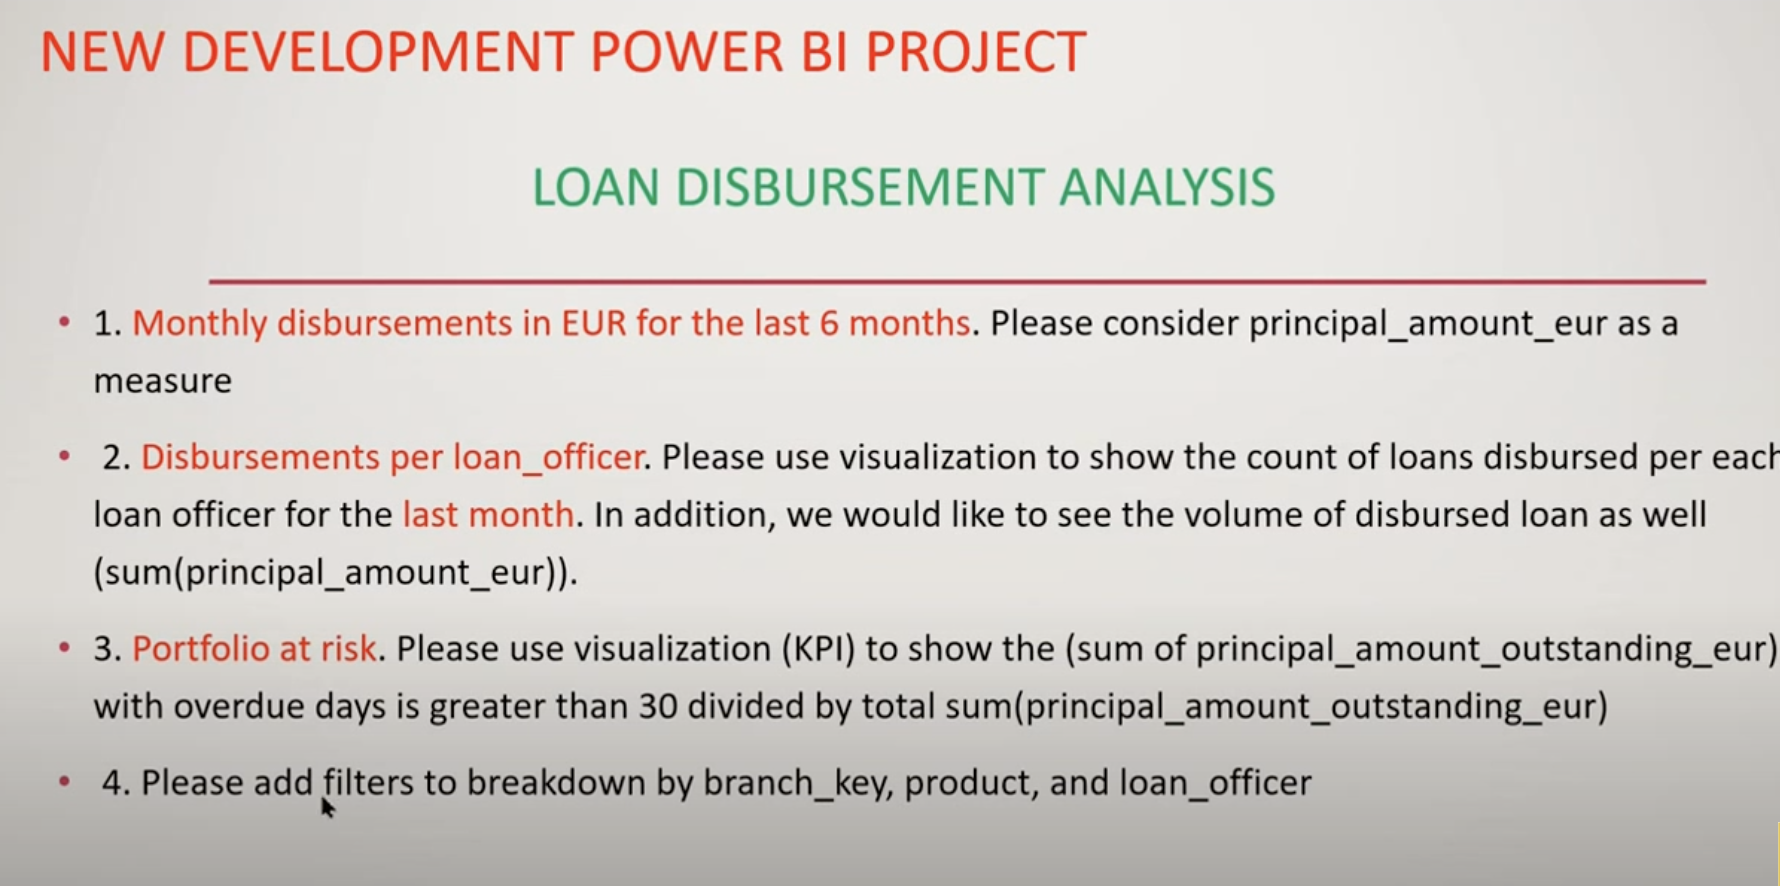 NEW DEVELOPMENT POWER BI PROJECT
LOAN DISBURSEMENT ANALYSIS
• 1. Monthly disbursements in EUR for the last 6 months. Please consider principal_amount_eur as a
measure
• 2. Disbursements per loan_officer. Please use visualization to show the count of loans disbursed per each
loan officer for the last month. In addition, we would like to see the volume of disbursed loan as well
(sum(principal_amount_eur)).
• 3. Portfolio at risk. Please use visualization (KPI) to show the (sum of principal_amount_outstanding_eur)
with overdue days is greater than 30 divided by total sum(principal_amount_outstanding_eur)
• 4. Please add filters to breakdown by branch_key, product, and loan_officer